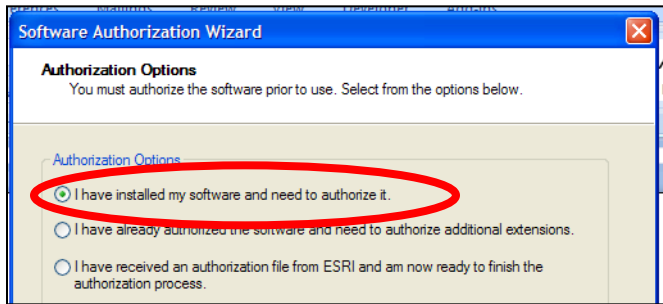 Software Authorization Wizard
Authorization Options
You must authorize the software prior to use. Select from the options below.
Authorization Options
I have installed my software and need to authorize it.
I have already authorized the software and need to authorize additional extensions.
I have received an authorization file from ESRI and am now ready to finish the
authorization process.